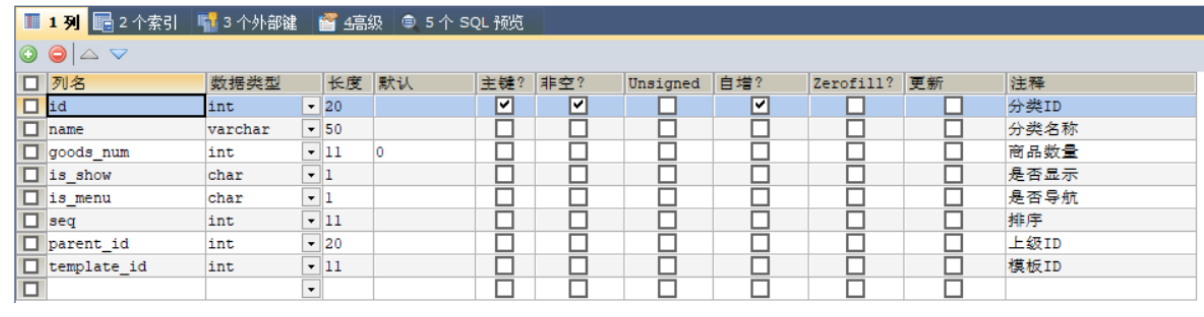 1 列 2 个索引 3 个外部键 4高级 5 个 SQL 预览
列名 数据类型 长度 默认 主键? 非空? Unsigned 自增? Zerofill? 更新 注释
id int 20 分类ID
name varchar 50 分类名称
goods_num int 11 0 商品数量
is_show char 1 是否显示
is_menu char 1 是否导航
seq int 11 排序
parent_id int 20 上级ID
template_id int 11 模板ID